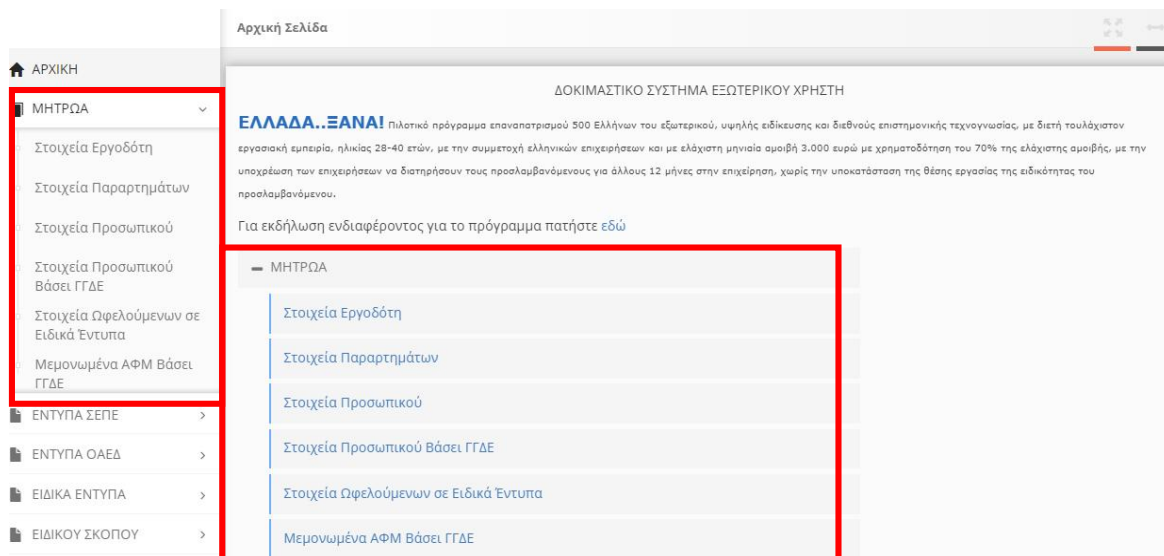 Αρχική Σελίδα
ΑΡΧΙΚΗ
ΜΗΤΡΩΑ
Στοιχεία Εργοδότη
Στοιχεία Παραρτημάτων
Στοιχεία Προσωπικού
Στοιχεία Προσωπικού
Βάσει ΓΓΔΕ
Στοιχεία Ωφελούμενων σε
Ειδικά Έντυπα
Μεμονωμένα ΑΦΜ Βάσει
ΓΓΔΕ
ΕΝΤΥΠΑ ΣΕΠΕ
ΕΝΤΥΠΑ ΟΑΕΔ
ΕΙΔΙΚΑ ΕΝΤΥΠΑ
ΕΙΔΙΚΟΥ ΣΚΟΠΟΥ
ΔΟΚΙΜΑΣΤΙΚΟ ΣΥΣΤΗΜΑ ΕΞΩΤΕΡΙΚΟΥ ΧΡΗΣΤΗ
ΕΛΛΑΔΑ..ΞΑΝΑ! Πιλοτικό πρόγραμμα επαναπατρισμού 500 Ελλήνων του εξωτερικού, υψηλής ειδίκευσης και διεθνούς επιστημονικής τεχνογνωσίας, με διετή τουλάχιστον
εργασιακή εμπειρία, ηλικίας 28-40 ετών, με την συμμετοχή ελληνικών επιχειρήσεων και με ελάχιστη μηνιαία αμοιβή 3.000 ευρώ με χρηματοδότηση του 70% της ελάχιστης αμοιβής, με την
υποχρέωση των επιχειρήσεων να διατηρήσουν τους προσλαμβανόμενους για άλλους 12 μήνες στην επιχείρηση, χωρίς την υποκατάσταση της θέσης εργασίας της ειδικότητας του
προσλαμβανόμενου.
Για εκδήλωση ενδιαφέροντος για το πρόγραμμα πατήστε εδώ
ΜΗΤΡΩΑ
Στοιχεία Εργοδότη
Στοιχεία Παραρτημάτων
Στοιχεία Προσωπικού
Στοιχεία Προσωπικού Βάσει ΓΓΔΕ
Στοιχεία Ωφελούμενων σε Ειδικά Έντυπα
Μεμονωμένα ΑΦΜ Βάσει ΓΓΔΕ